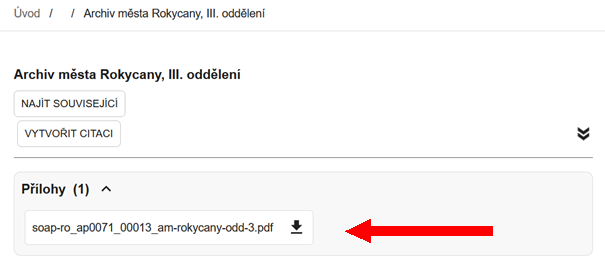 Úvod / / Archiv města Rokycany, III. oddělení
Archiv města Rokycany, III. oddělení
NAJÍT SOUVISEJÍCÍ
VYTVOŘIT CITACI
Přílohy (1)
soap-ro_ap0071_00013_am-rokycany-odd-3.pdf